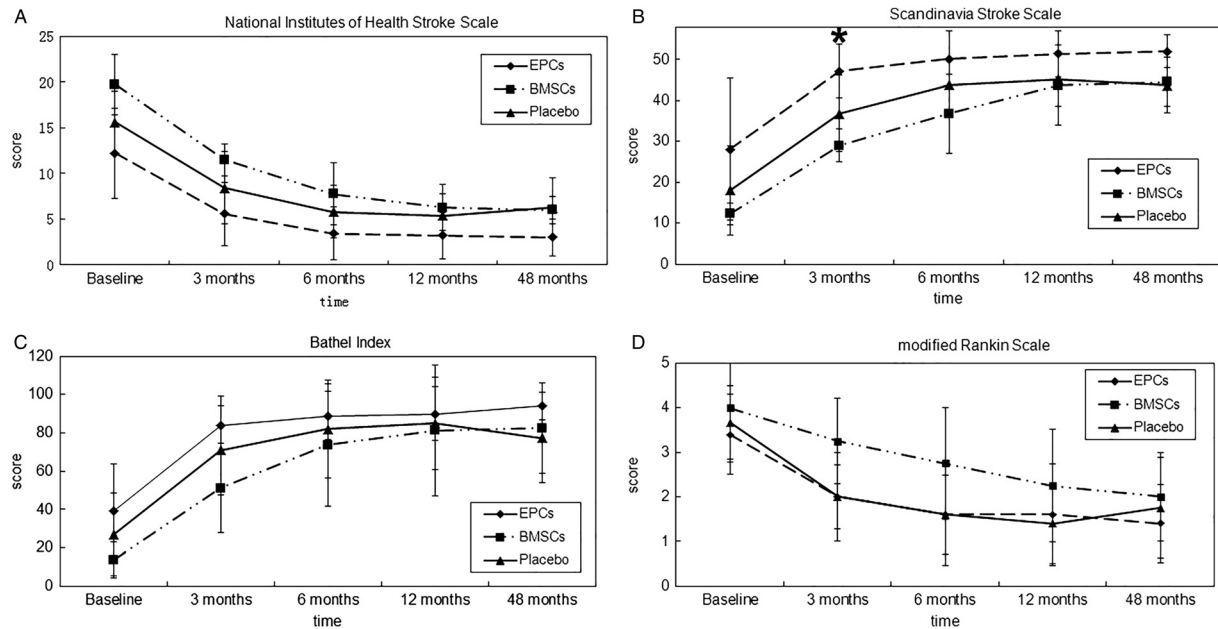 A
National Institutes of Health Stroke Scale
25
20
15
10
5
0
score
EPCs
BMSCs
Placebo
Baseline
3 months
6 months
12 months
48 months
time
B
Scandinavia Stroke Scale
50
40
30
20
10
0
score
*
EPCs
BMSCs
Placebo
Baseline
3 months
6 months
12 months
48 months
time
C
Bathel Index
120
100
80
60
40
20
0
score
EPCs
BMSCs
Placebo
Baseline
3 months
6 months
12 months
48 months
time
D
modified Rankin Scale
5
4
3
2
1
0
score
EPCs
BMSCs
Placebo
Baseline
3 months
6 months
12 months
48 months
time